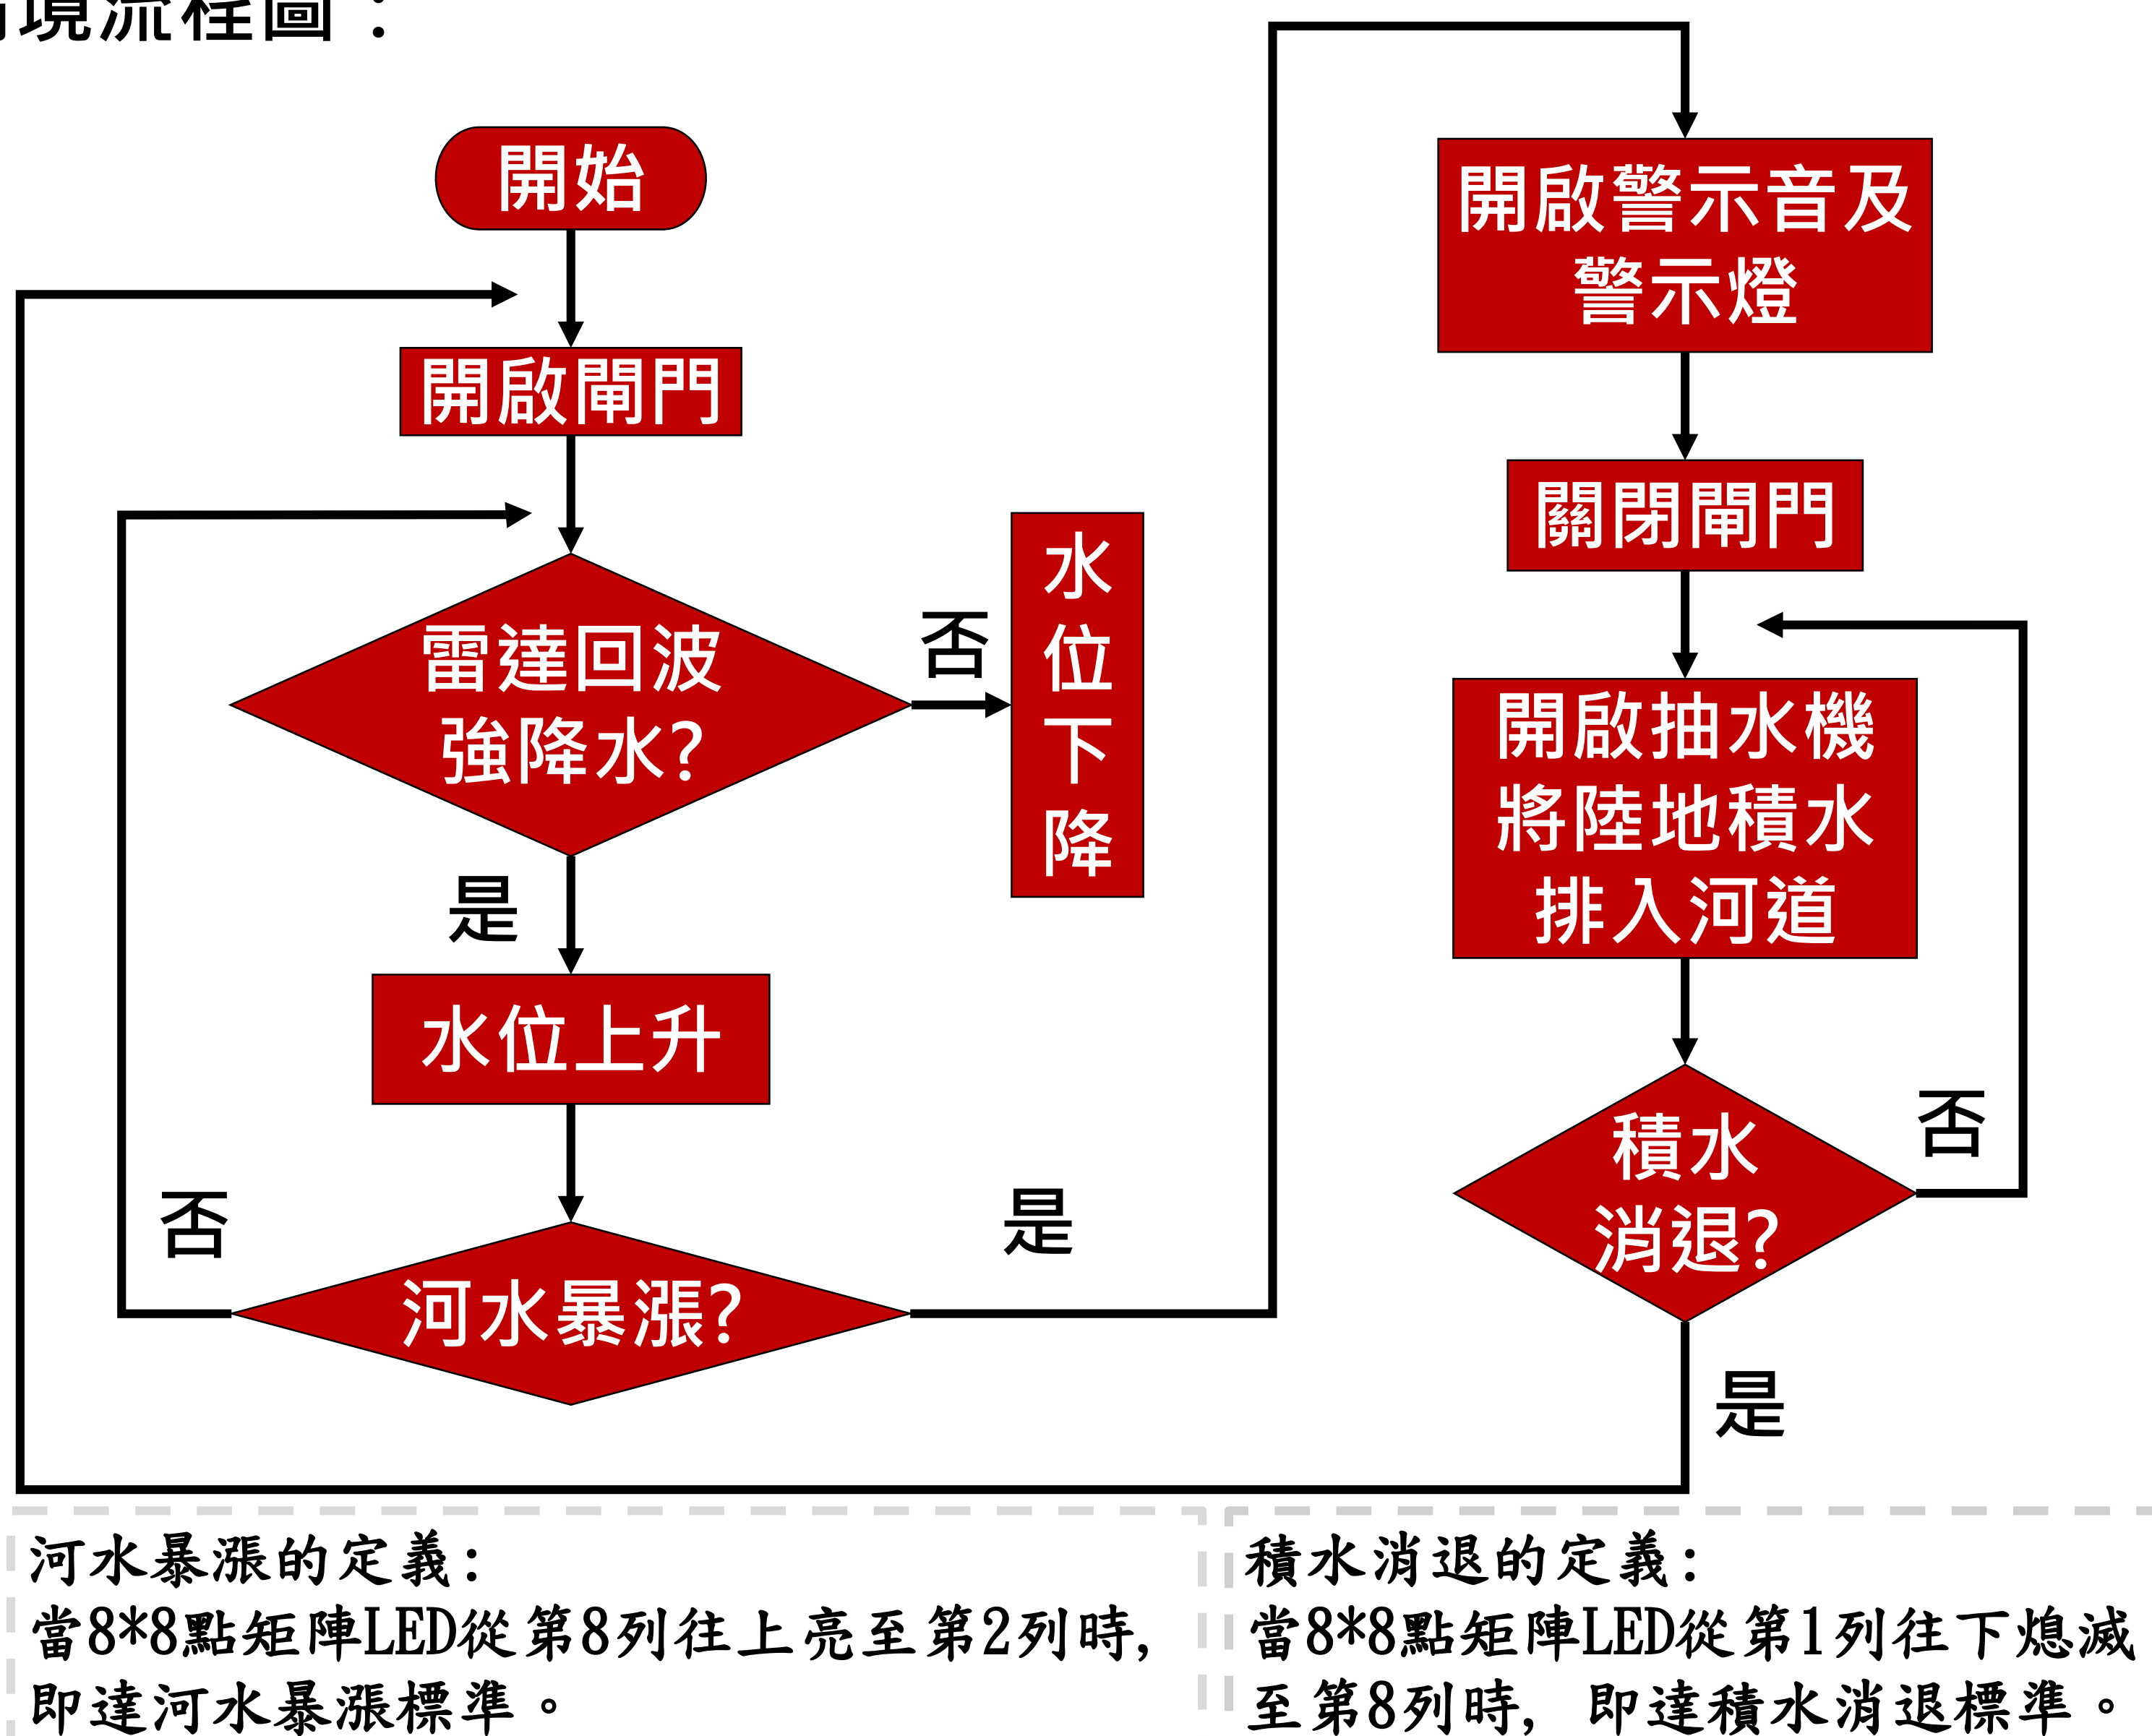 境流程圖：
開始
開啟閘門
雷達回波
強降水？
否
水
位
下
降
是
水位上升
河水暴漲？
否
是
開啟警示音及
警示燈
關閉閘門
開啟抽水機
將陸地積水
排入河道
積水
消退？
否
是
河水暴漲的定義：
當8*8點矩陣LED從第8列往上亮至第2列時，
即達河水暴漲標準。
積水消退的定義：
當8*8點矩陣LED從第1列往下熄滅
至第8列時，即達積水消退標準。